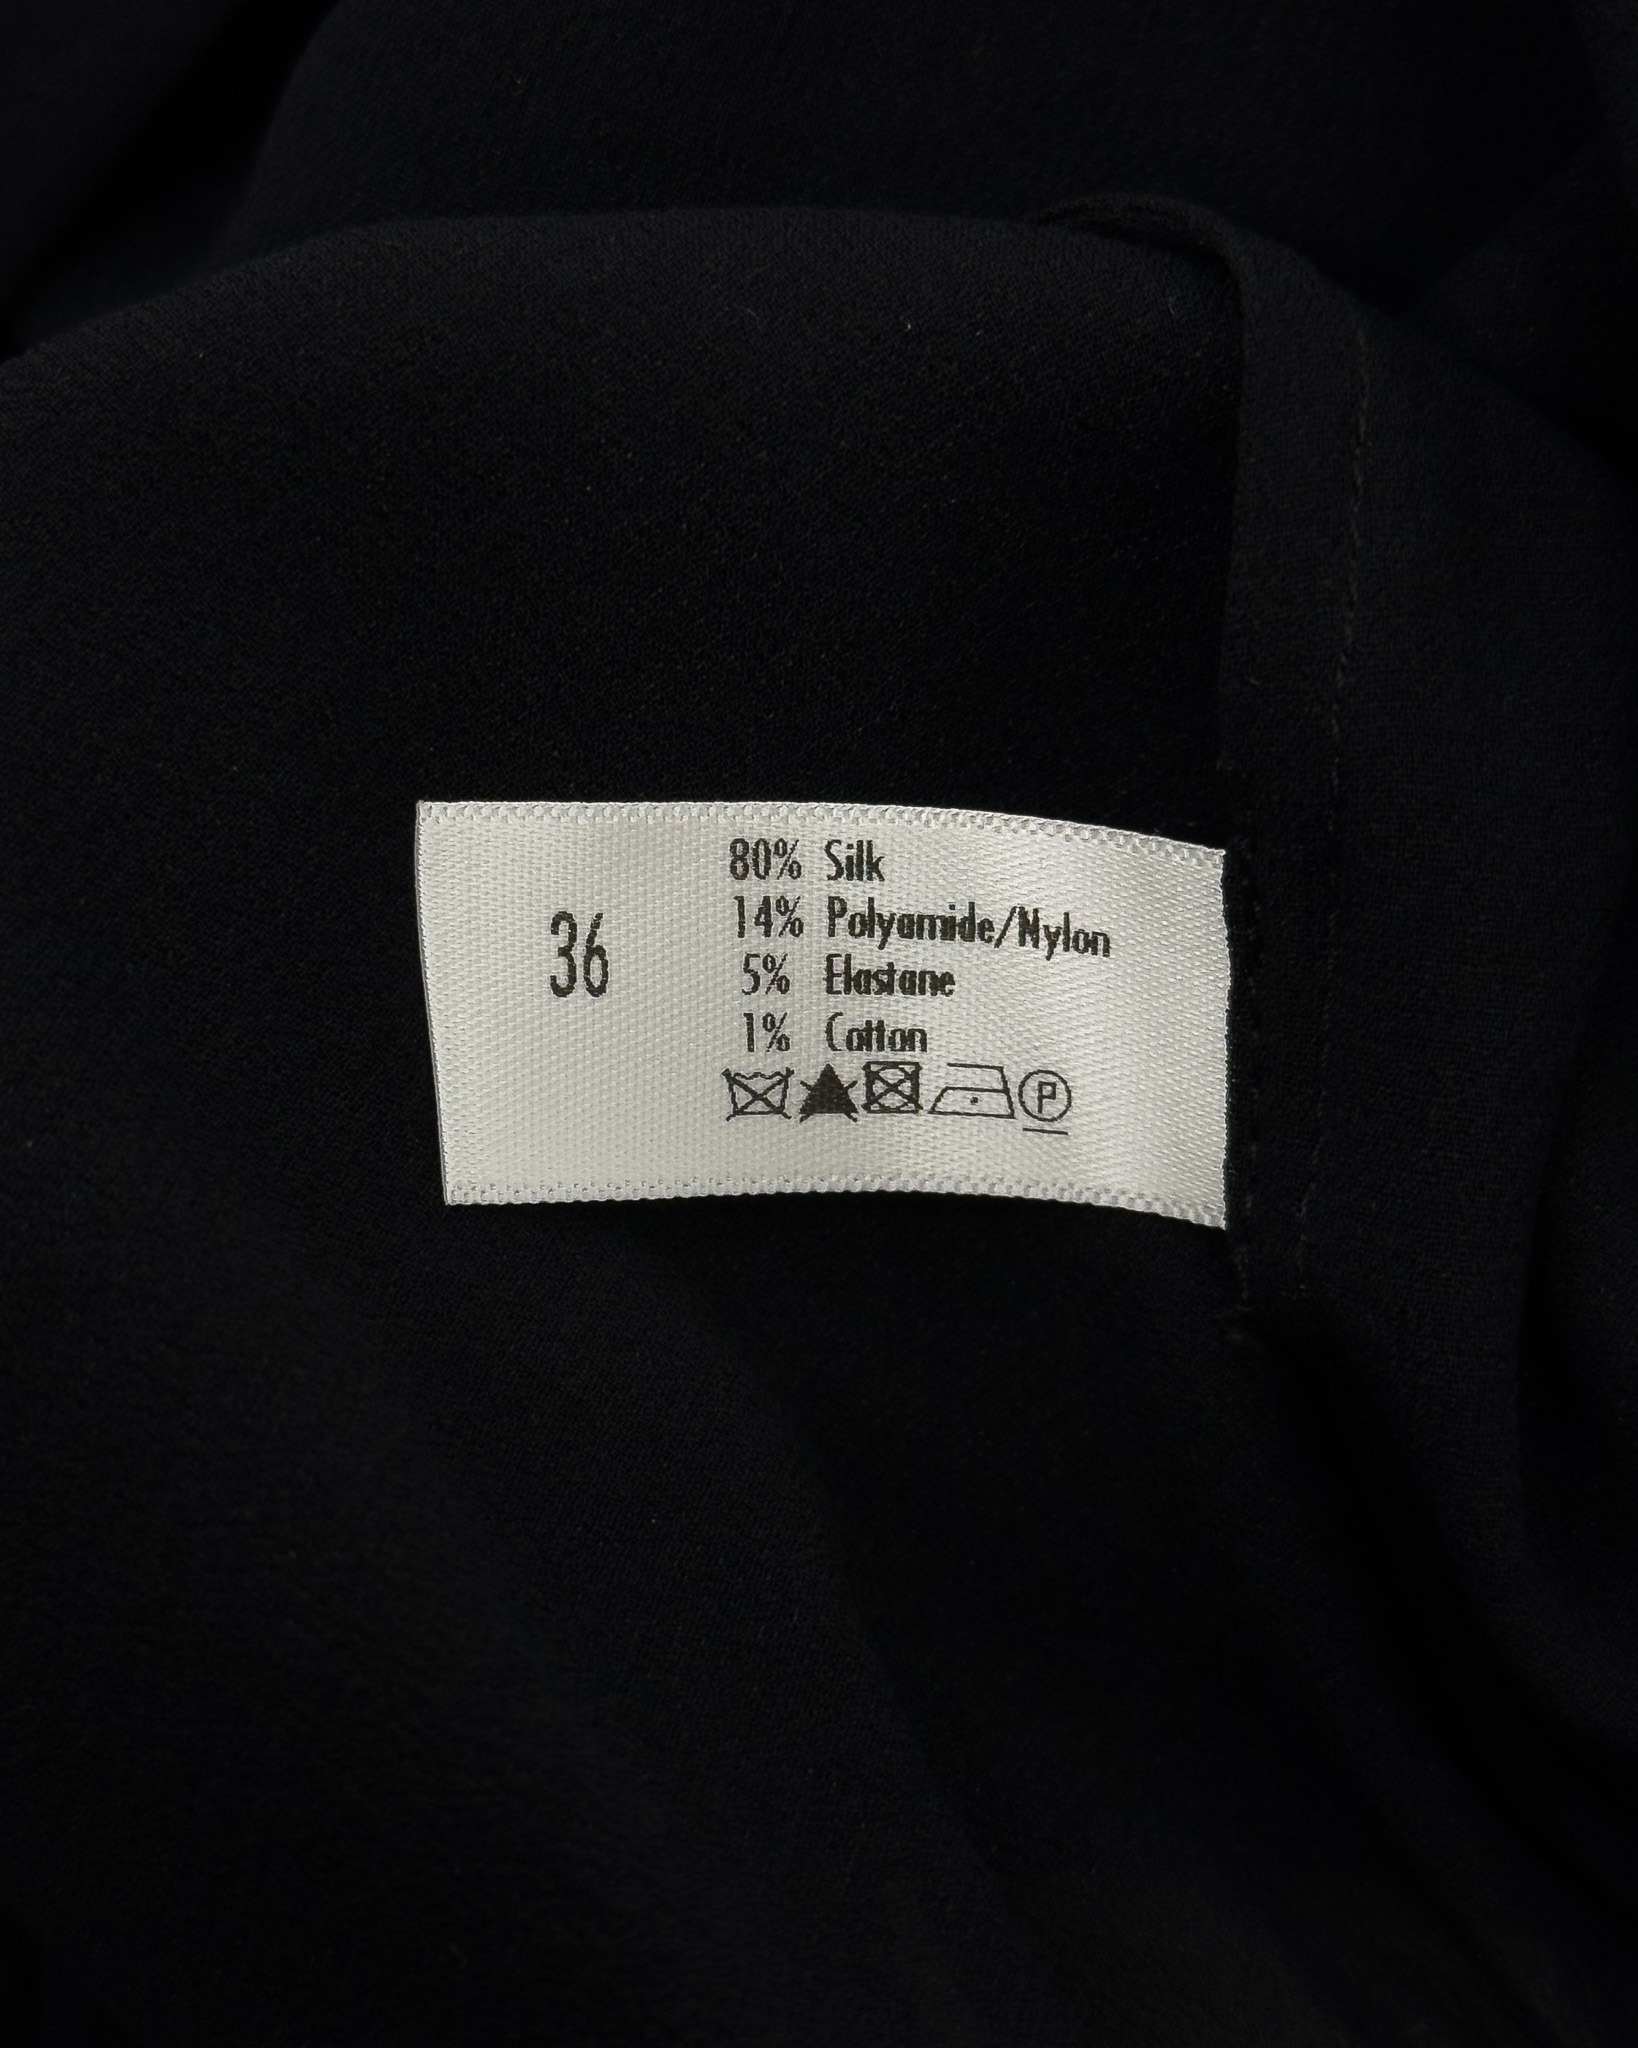 36
80% Silk
14% Polyamide/Nylon
5% Elastane
1% Cotton
P